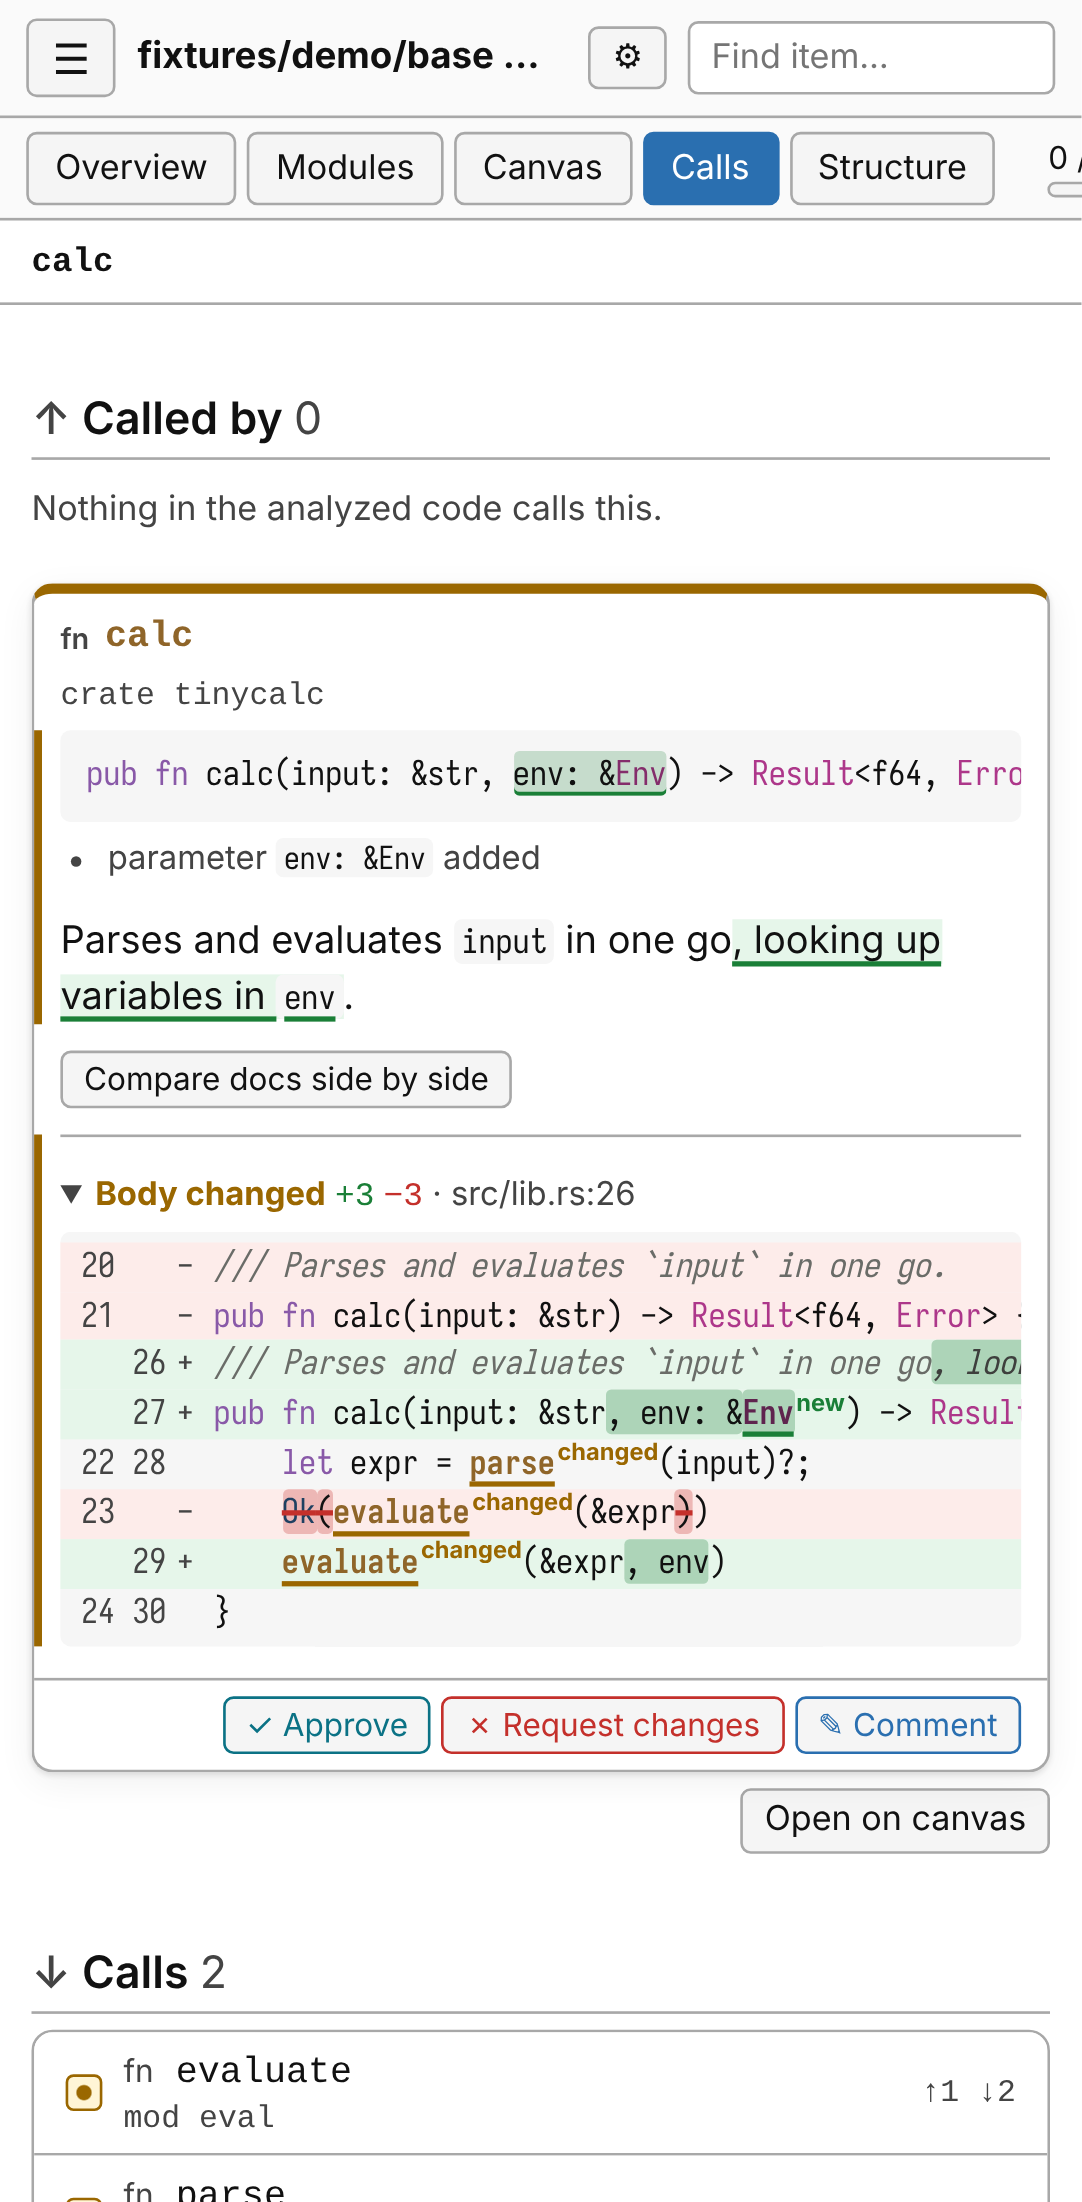 ☰ fixtures/demo/base ... ⚙ Find item...
Overview Modules Canvas Calls Structure 0 /
calc
↑ Called by 0
Nothing in the analyzed code calls this.
fn calc
crate tinycalc
pub fn calc(input: &str, env: &Env) -> Result<f64, Erro
• parameter env: &Env added
Parses and evaluates input in one go, looking up
variables in env.
Compare docs side by side
▼ Body changed +3 −3 · src/lib.rs:26
20 - /// Parses and evaluates `input` in one go.
21 - pub fn calc(input: &str) -> Result<f64, Error>
26 + /// Parses and evaluates `input` in one go, loo
27 + pub fn calc(input: &str, env: &Env new) -> Resul
22 28 let expr = parse changed(input)?;
23 - Ok(evaluate changed(&expr))
29 + evaluate changed(&expr, env)
24 30 }
✓ Approve × Request changes ✎ Comment
Open on canvas
↓ Calls 2
fn evaluate ↑1 ↓2
mod eval
fn parse